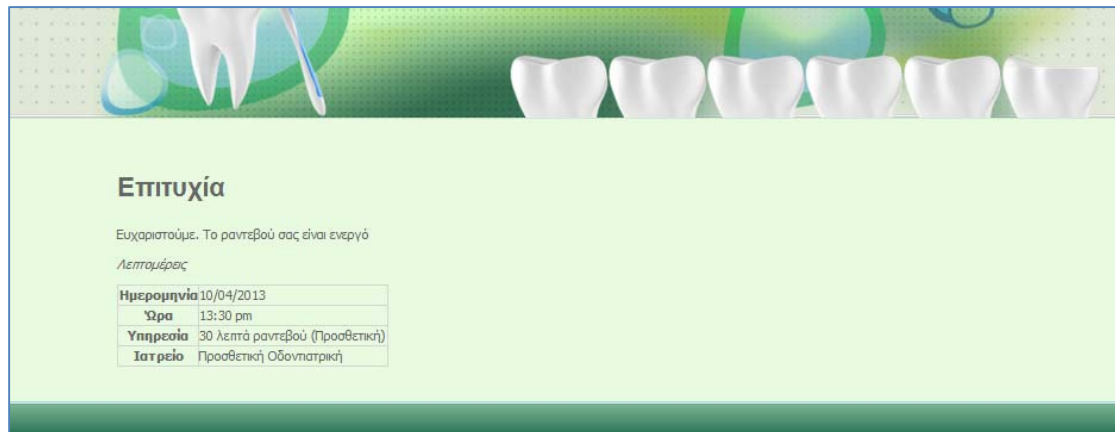 Επιτυχία
Ευχαριστούμε. Το ραντεβού σας είναι ενεργό
Λεπτομέρεις
Ημερομηνία 10/04/2013
Ώρα 13:30 pm
Υπηρεσία 30 λεπτά ραντεβού (Προσθετική)
Ιατρείο Προσθετική Οδοντιατρική